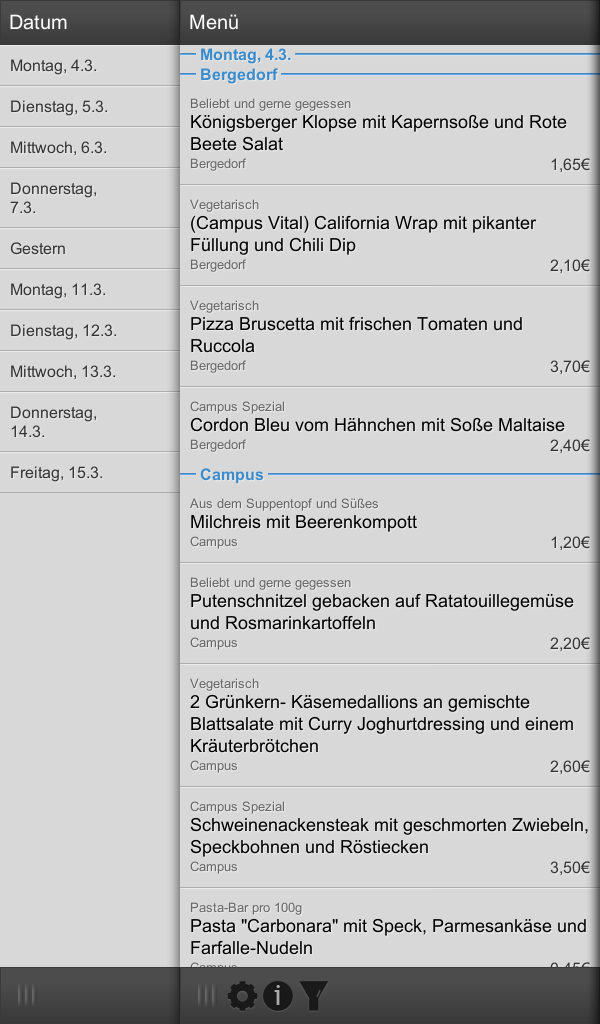 Datum
Montag, 4.3.
Dienstag, 5.3.
Mittwoch, 6.3.
Donnerstag,
7.3.
Gestern
Montag, 11.3.
Dienstag, 12.3.
Mittwoch, 13.3.
Donnerstag,
14.3.
Freitag, 15.3.
Menü
Montag, 4.3.
Bergedorf
Beliebt und gerne gegessen
Königsberger Klopse mit Kapernsoße und Rote
Beete Salat
Bergedorf 1,65€
Vegetarisch
(Campus Vital) California Wrap mit pikanter
Füllung und Chili Dip
Bergedorf 2,10€
Vegetarisch
Pizza Bruscetta mit frischen Tomaten und
Ruccola
Bergedorf 3,70€
Campus Spezial
Cordon Bleu vom Hähnchen mit Soße Maltaise
Bergedorf 2,40€
Campus
Aus dem Suppentopf und Süßes
Milchreis mit Beerenkompott
Campus 1,20€
Beliebt und gerne gegessen
Putenschnitzel gebacken auf Ratatouillegemüse
und Rosmarinkartoffeln
Campus 2,20€
Vegetarisch
2 Grünkern- Käsemedallions an gemischte
Blattsalate mit Curry Joghurtdressing und einem
Kräuterbrötchen
Campus 2,60€
Campus Spezial
Schweinenackensteak mit geschmorten Zwiebeln,
Speckbohnen und Röstiecken
Campus 3,50€
Pasta-Bar pro 100g
Pasta "Carbonara" mit Speck, Parmesankäse und
Farfalle-Nudeln
Campus